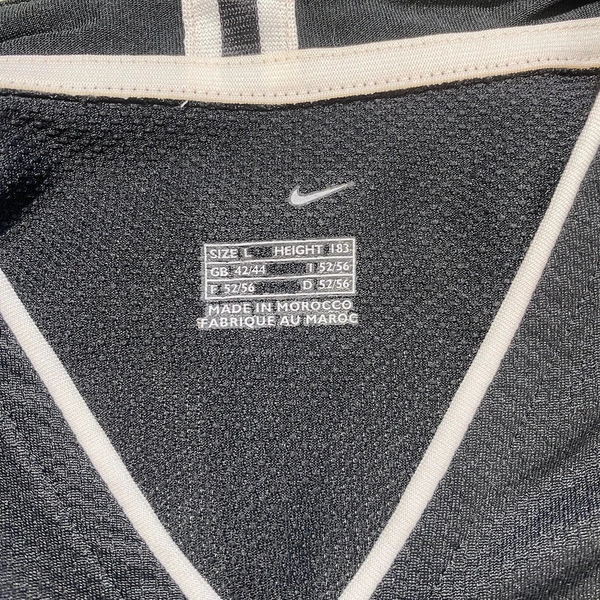 SIZE L HEIGHT 183
GB 42/44 I 52/56
F 52/56 D 52/56
MADE IN MOROCCO
FABRIQUE AU MAROC